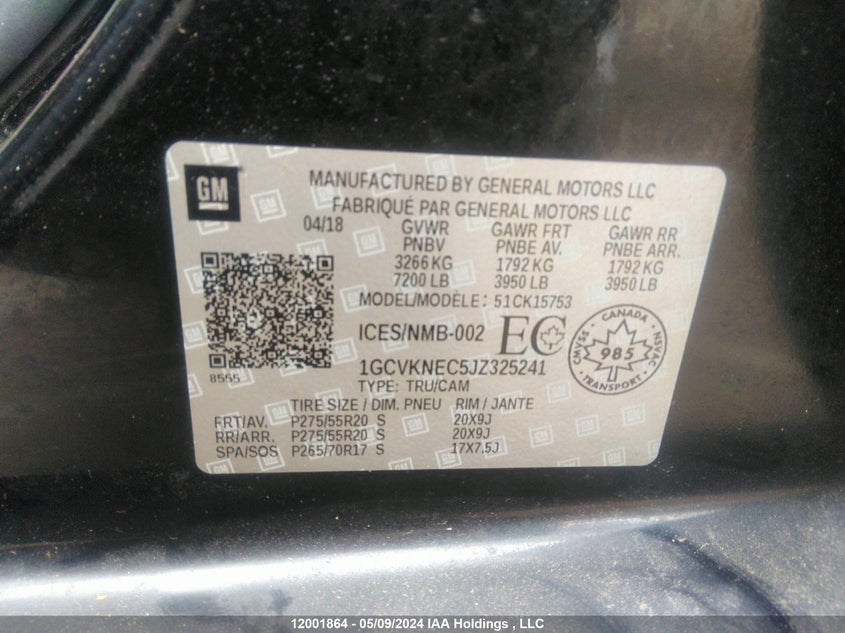 GM
MANUFACTURED BY GENERAL MOTORS LLC
FABRIQUÉ PAR GENERAL MOTORS LLC
04/18 GVWR GAWR FRT GAWR RR
PNBV PNBE AV. PNBE ARR.
3266 KG 1792 KG 1792 KG
7200 LB 3950 LB 3950 LB
MODEL/MODÈLE: 51CK15753
ICES/NMB-002 EC
CANADA
CMVSS 985 NSVAC
TRANSPORT
8555
1GCVKNEC5JZ325241
TYPE: TRU/CAM
TIRE SIZE / DIM. PNEU RIM / JANTE
FRT/AV. P275/55R20 S 20X9J
RR/ARR. P275/55R20 S 20X9J
SPA/SOS P265/70R17 S 17X7.5J
12001864 - 05/09/2024 IAA Holdings , LLC